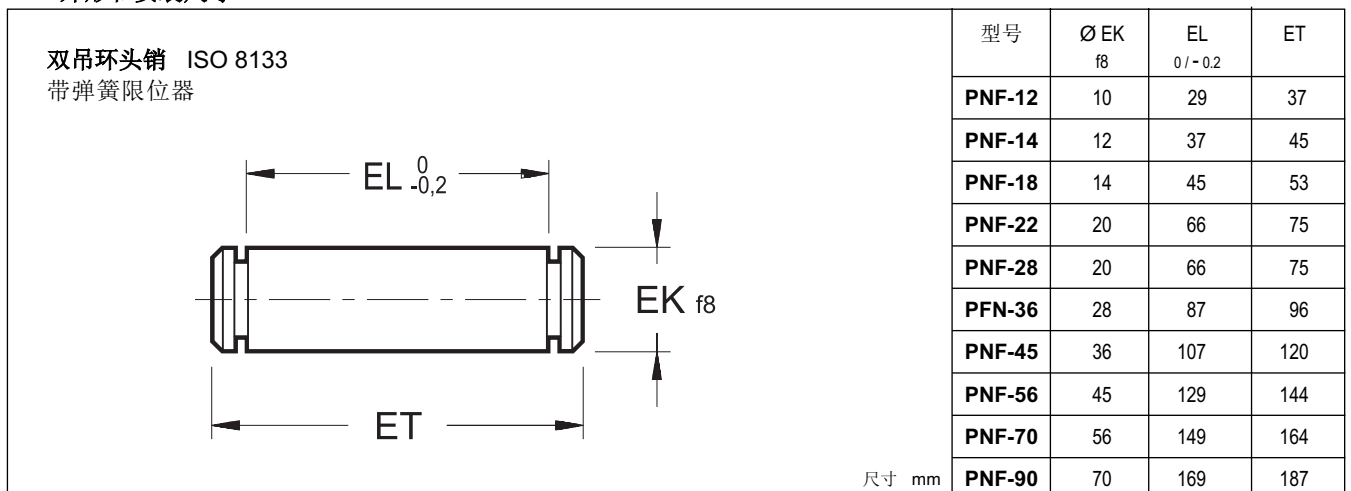 双吊环头销 ISO 8133
带弹簧限位器
EL 0 -0,2
EK f8
ET
尺寸 mm
型号 Ø EK f8 EL 0 / - 0.2 ET
PNF-12 10 29 37
PNF-14 12 37 45
PNF-18 14 45 53
PNF-22 20 66 75
PNF-28 20 66 75
PFN-36 28 87 96
PNF-45 36 107 120
PNF-56 45 129 144
PNF-70 56 149 164
PNF-90 70 169 187